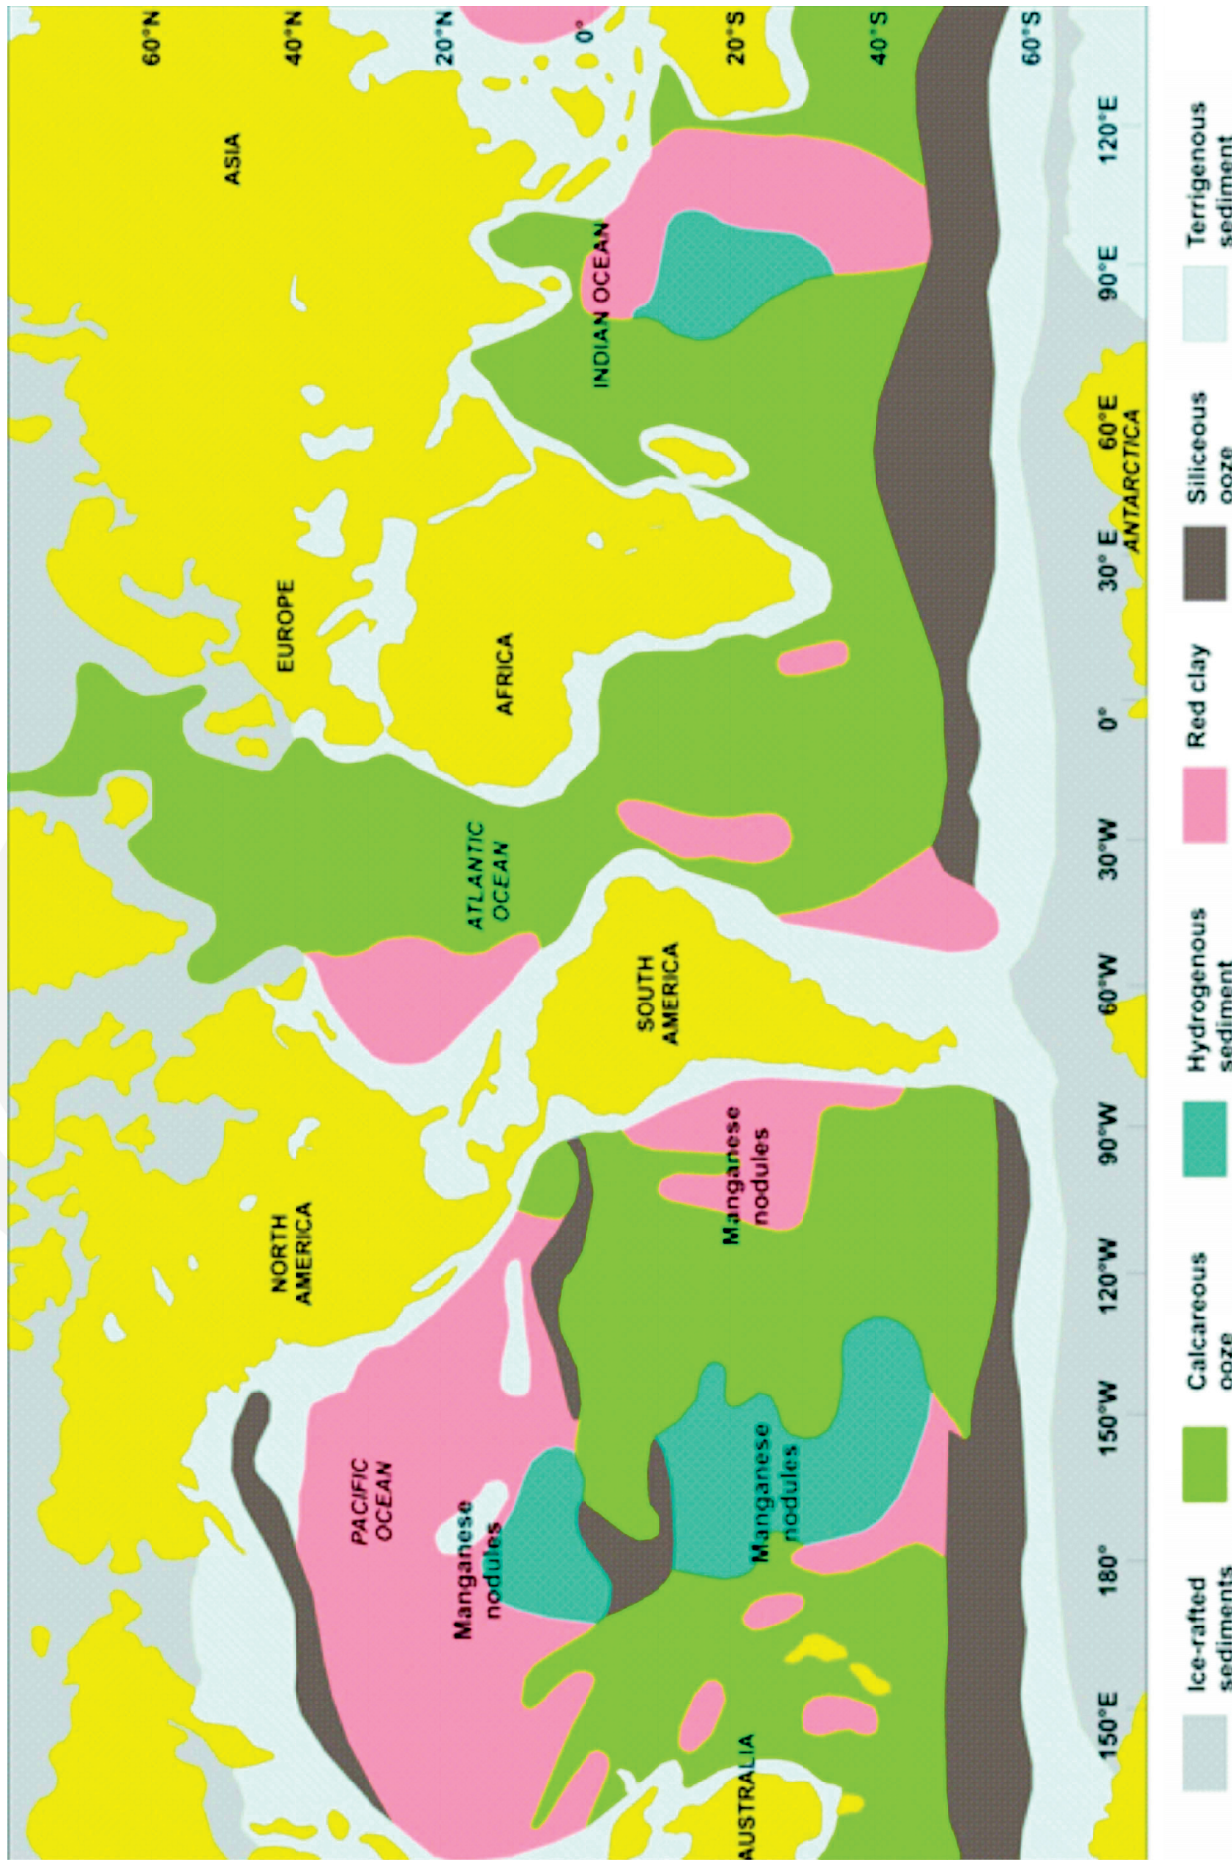 60°N
40°N
20°N
0°
20°S
40°S
60°S
ASIA
EUROPE
NORTH
AMERICA
PACIFIC
OCEAN
ATLANTIC
OCEAN
AFRICA
INDIAN OCEAN
SOUTH
AMERICA
AUSTRALIA
Manganese
nodules
Manganese
nodules
Manganese
nodules
150°E
180°
150°W
120°W
90°W
60°W
30°W
0°
30° E
60°E
90°E
120°E
ANTARCTICA
Ice-rafted
sediments
Calcareous
ooze
Hydrogenous
sediment
Red clay
Siliceous
ooze
Terrigenous
sediment